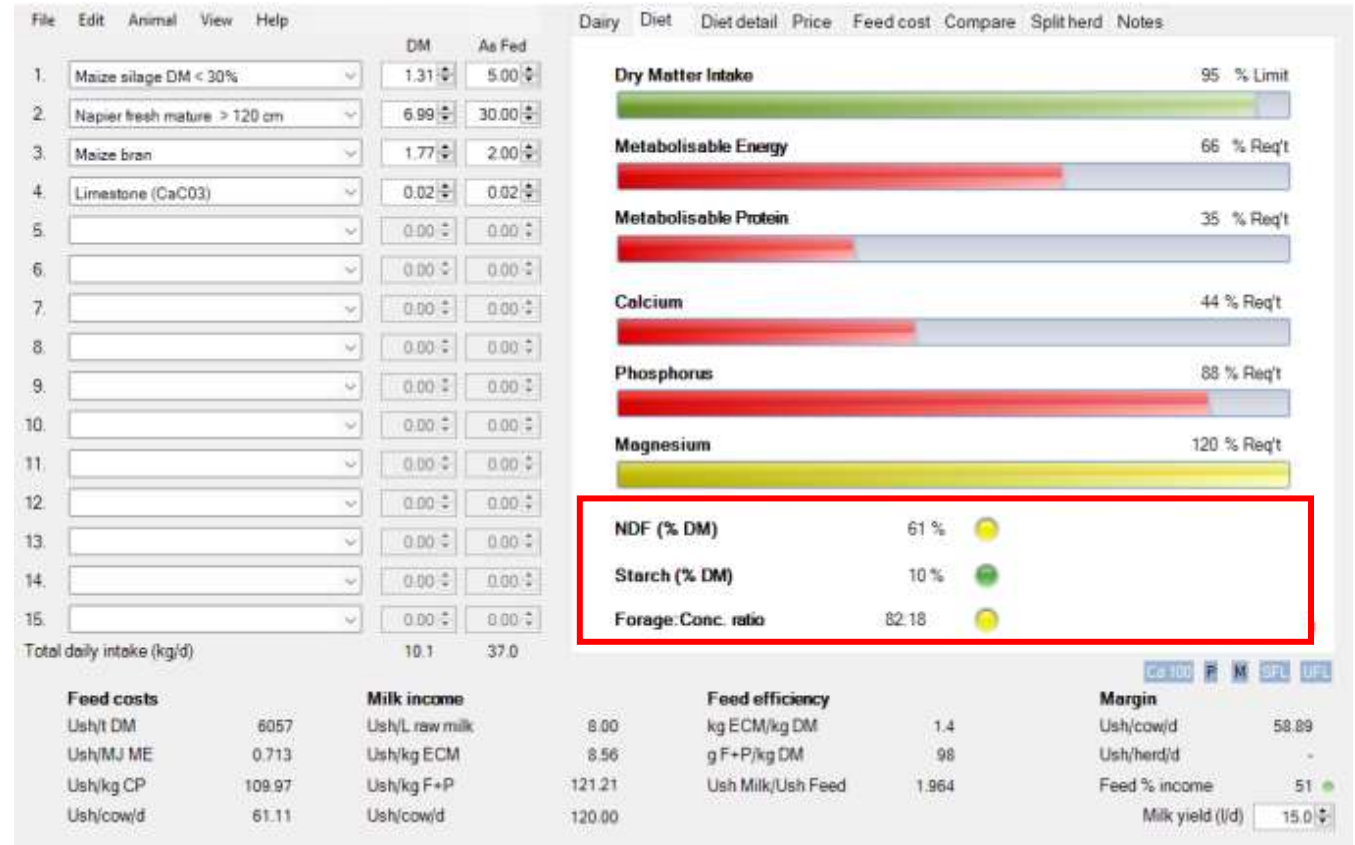 File Edit Animal View Help
DM As Fed
1. Maize silage DM < 30% 1.31 5.00
2. Napier fresh mature > 120 cm 6.99 30.00
3. Maize bran 1.77 2.00
4. Limestone (CaC03) 0.02 0.02
5. 0.00 0.00
6. 0.00 0.00
7. 0.00 0.00
8. 0.00 0.00
9. 0.00 0.00
10. 0.00 0.00
11. 0.00 0.00
12. 0.00 0.00
13. 0.00 0.00
14. 0.00 0.00
15. 0.00 0.00
Total daily intake (kg/d) 10.1 37.0
Dairy Diet Diet detail Price Feed cost Compare Split herd Notes
Dry Matter Intake 95 % Limit
Metabolisable Energy 66 % Req't
Metabolisable Protein 35 % Req't
Calcium 44 % Req't
Phosphorus 88 % Req't
Magnesium 120 % Req't
NDF (% DM) 61 %
Starch (% DM) 10 %
Forage:Conc. ratio 82:18
Ca 100 P M SFL UFL
Feed costs
Ush/t DM 6057
Ush/MJ ME 0.713
Ush/kg CP 109.97
Ush/cow/d 61.11
Milk income
Ush/L raw milk 8.00
Ush/kg ECM 8.56
Ush/kg F+P 121.21
Ush/cow/d 120.00
Feed efficiency
kg ECM/kg DM 1.4
g F+P/kg DM 98
Ush Milk/Ush Feed 1.964
Margin
Ush/cow/d 58.89
Ush/herd/d -
Feed % income 51
Milk yield (l/d) 15.0